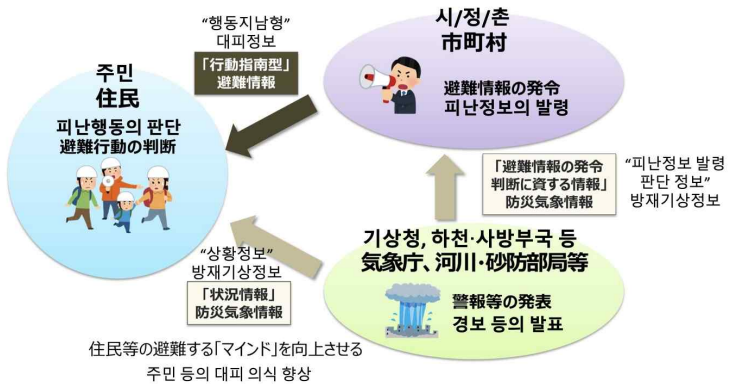 “행동지남형”
대피정보
「行動指南型」
避難情報
시/정/촌
市町村
避難情報の発令
피난정보의 발령
주민
住民
피난행동의 판단
避難行動の判断
「避難情報の発令
判断に資する情報」
防災気象情報
“피난정보 발령
판단 정보”
방재기상정보
“상황정보”
방재기상정보
「状況情報」
防災気象情報
기상청, 하천·사방부국 등
気象庁、河川・砂防部局等
警報等の発表
경보 등의 발표
住民等の避難する「マインド」を向上させる
주민 등의 대피 의식 향상